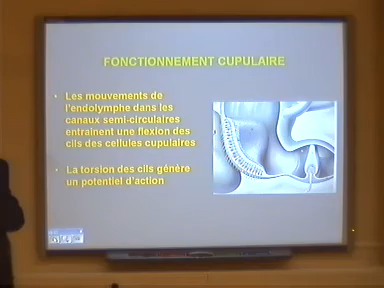 FONCTIONNEMENT CUPULAIRE
• Les mouvements de
l'endolymphe dans les
canaux semi-circulaires
entrainent une flexion des
cils des cellules cupulaires
• La torsion des cils génère
un potentiel d'action